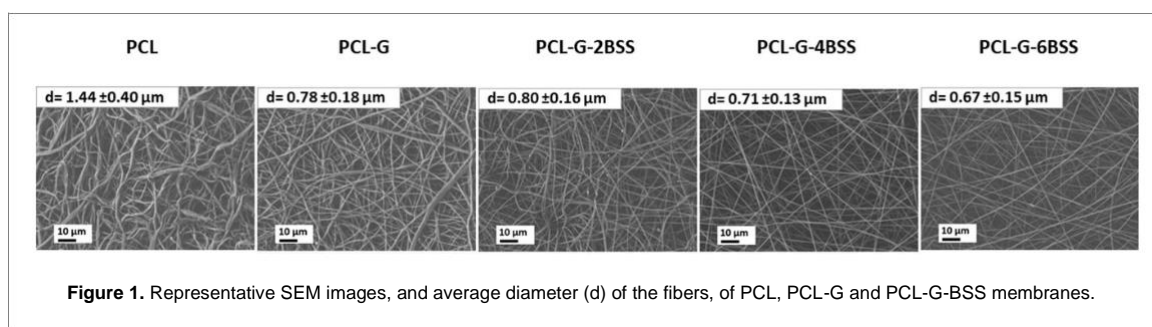 PCL PCL-G PCL-G-2BSS PCL-G-4BSS PCL-G-6BSS
d= 1.44 ±0.40 µm d= 0.78 ±0.18 µm d= 0.80 ±0.16 µm d= 0.71 ±0.13 µm d= 0.67 ±0.15 µm
10 µm 10 µm 10 µm 10 µm 10 µm
Figure 1. Representative SEM images, and average diameter (d) of the fibers, of PCL, PCL-G and PCL-G-BSS membranes.